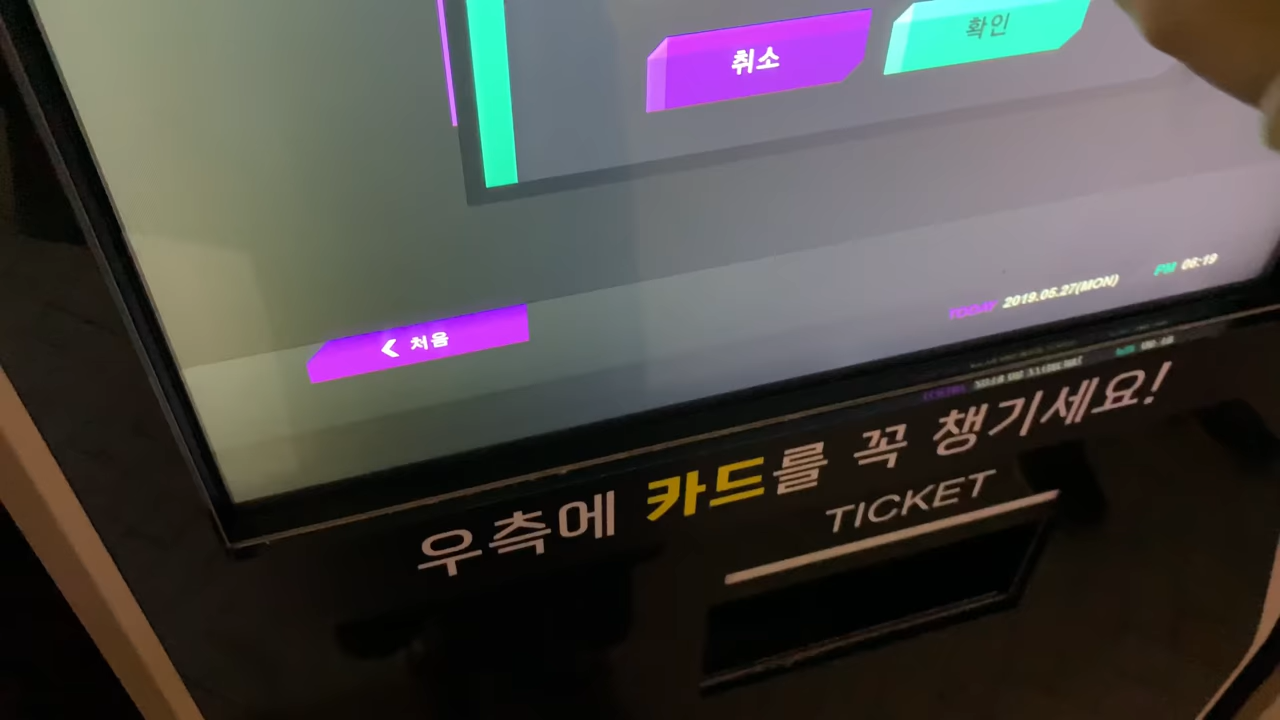 취소
확인
처음
TODAY 2019.05.27(MON) PM 06:19
우측에 카드를 꼭 챙기세요!
TICKET